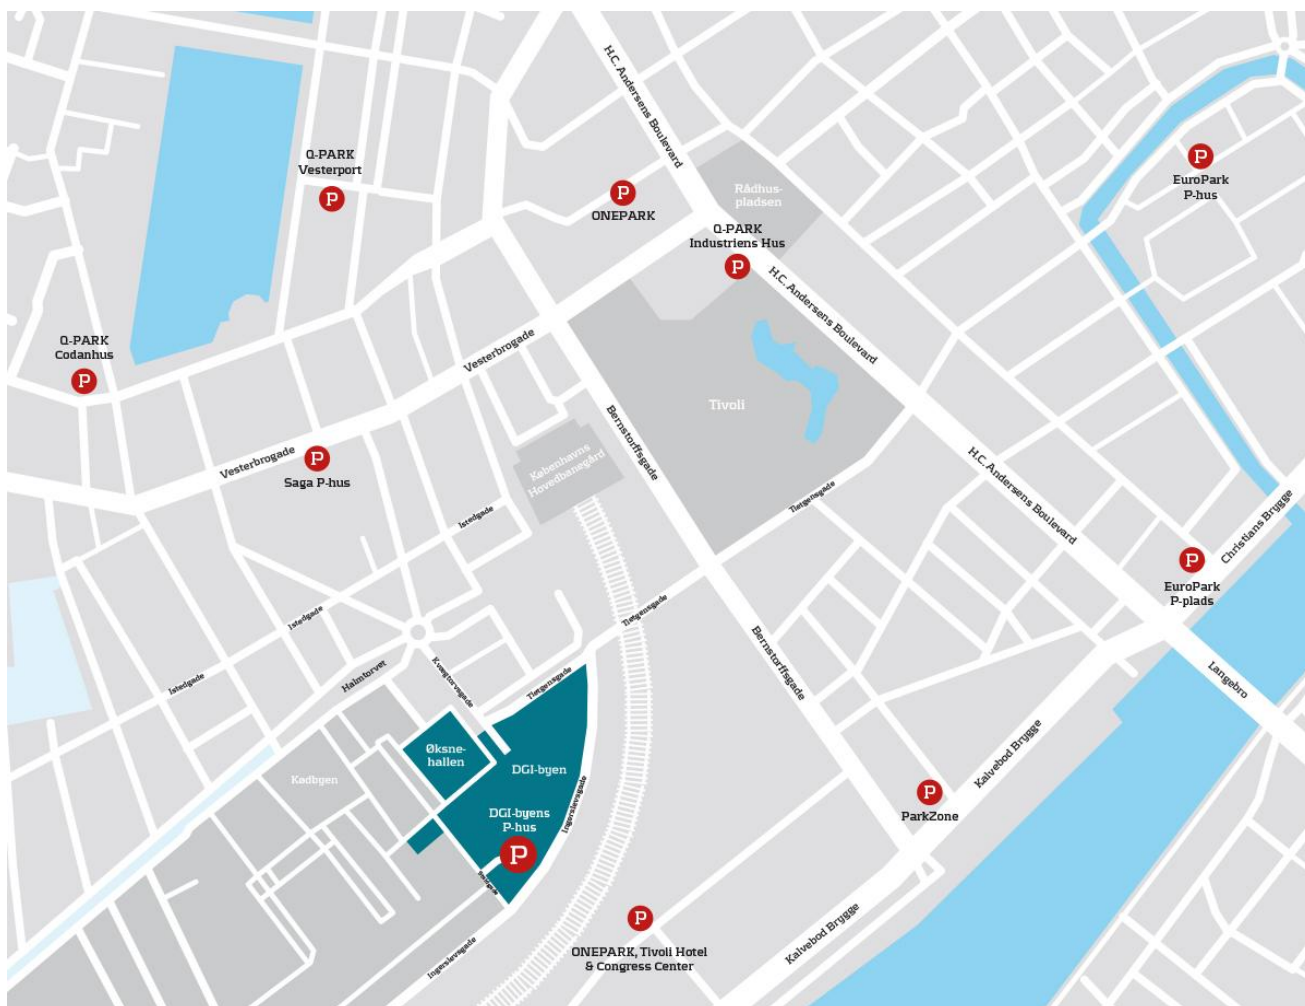 H.C. Andersens Boulevard
Q-PARK
Vesterport
P
P
ONEPARK
Rådhus-
pladsen
P
EuroPark
P-hus
Q-PARK
Industriens Hus
P
H.C. Andersens Boulevard
Q-PARK
Codanhus
P
Vesterbrogade
Tivoli
Bernstorffsgade
Vesterbrogade
P
Saga P-hus
Københavns
Hovedbanegård
H.C. Andersens Boulevard
Tietgensgade
Istedgade
Christians Brygge
P
EuroPark
P-plads
Istedgade
Tietgensgade
Bernstorffsgade
Langebro
Istedgade
Halmtorvet
Kvægtorvsgade
Tietgensgade
Øksne-
hallen
DGI-byen
Kødbyen
Ingerslevsgade
Kalvebod Brygge
P
ParkZone
DGI-byens
P-hus
P
P
ONEPARK, Tivoli Hotel
& Congress Center
Kalvebod Brygge
Ingerslevsgade